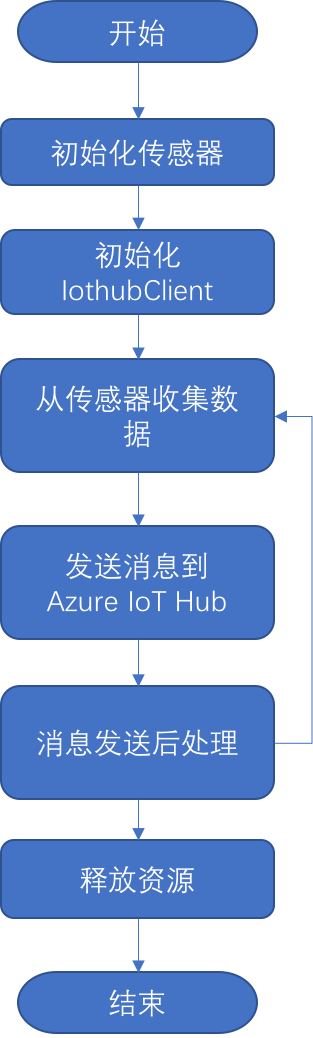 开始
初始化传感器
初始化
IothubClient
从传感器收集数
据
发送消息到
Azure IoT Hub
消息发送后处理
释放资源
结束